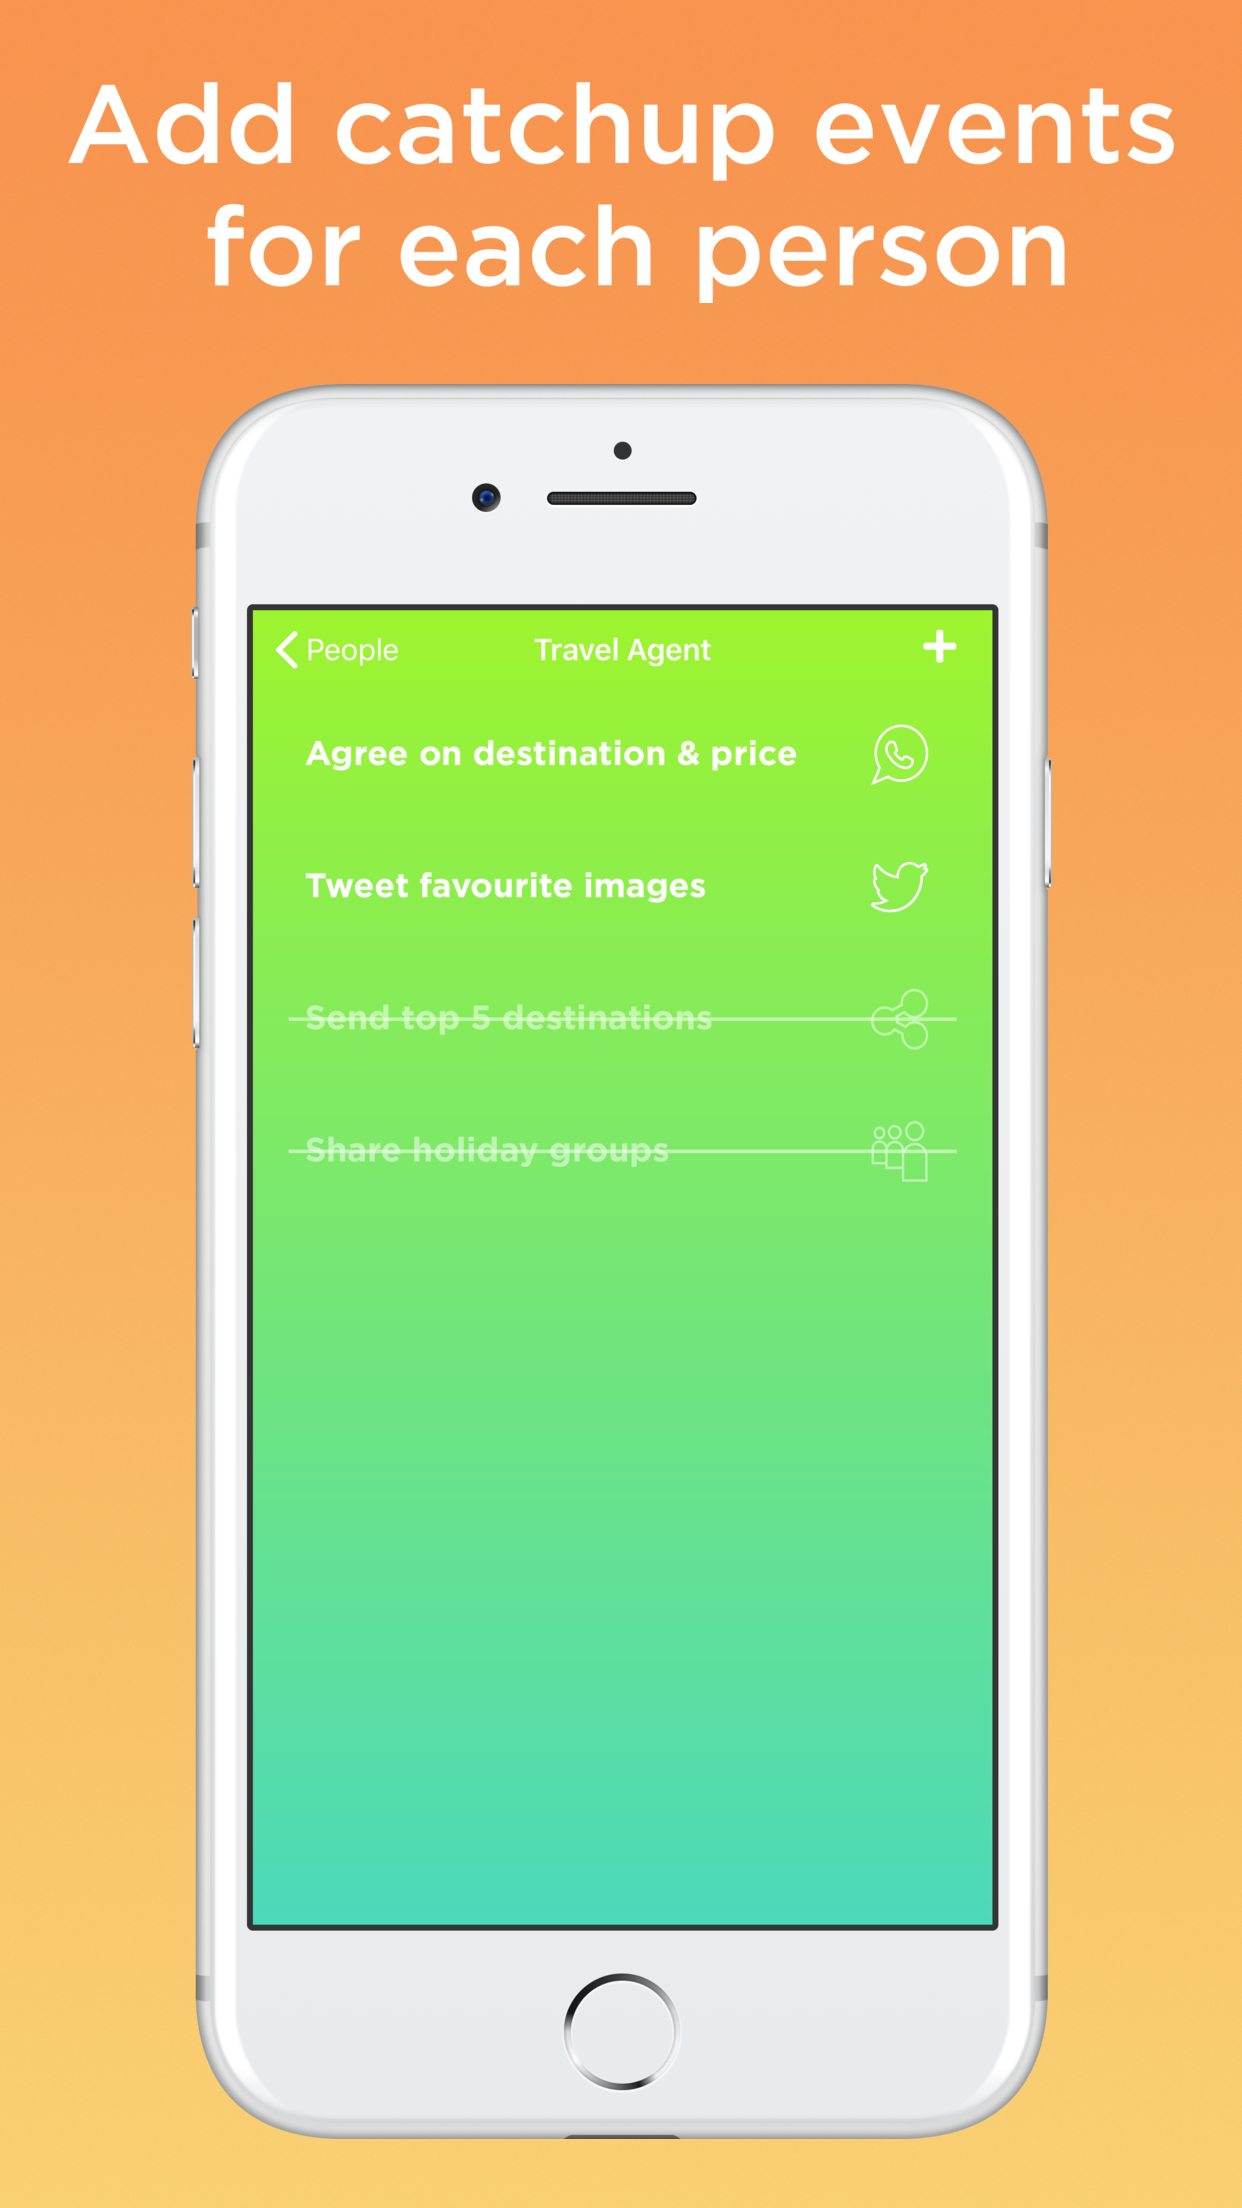 Add catchup events
for each person
People
Travel Agent
Agree on destination & price
Tweet favourite images
Send top 5 destinations
Share holiday groups